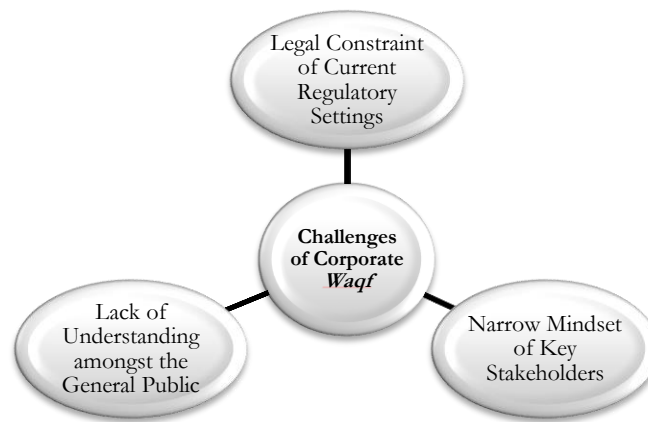 Legal Constraint
of Current
Regulatory
Settings
Challenges
of Corporate
Waqf
Lack of
Understanding
amongst the
General Public
Narrow Mindset
of Key
Stakeholders